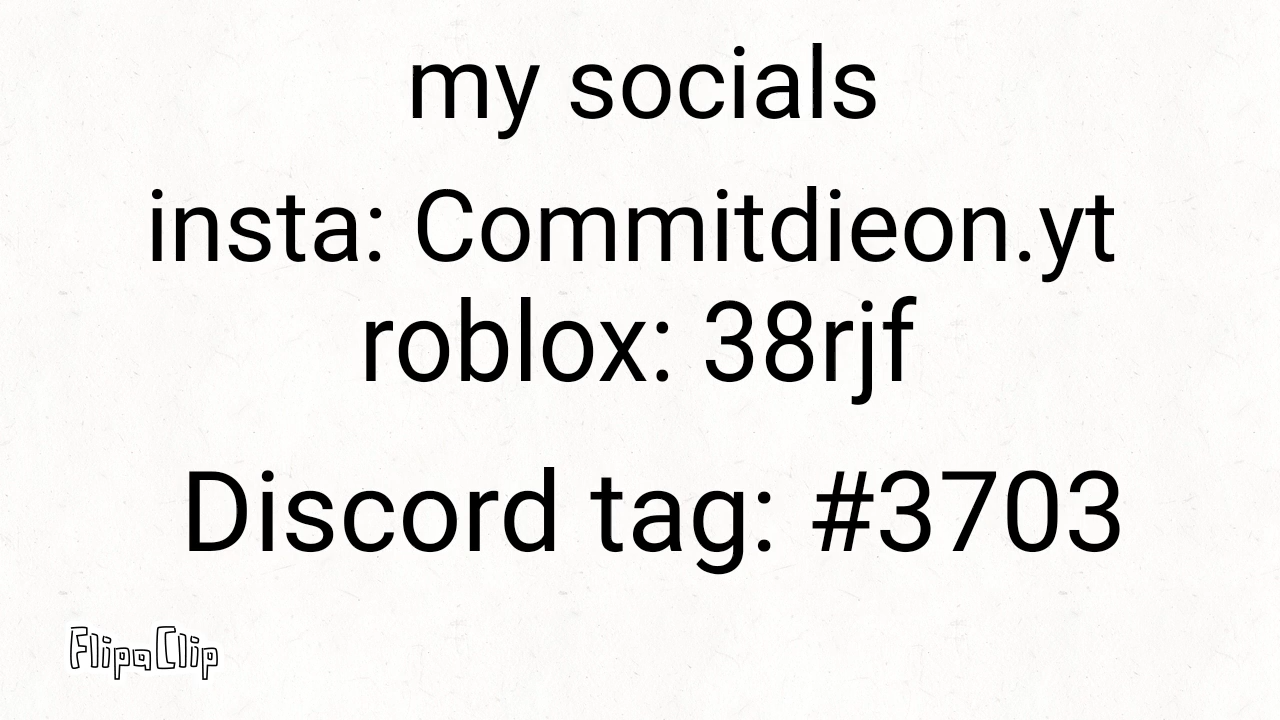 my socials
insta: Commitdieon.yt
roblox: 38rjf
Discord tag: #3703
FlipaClip